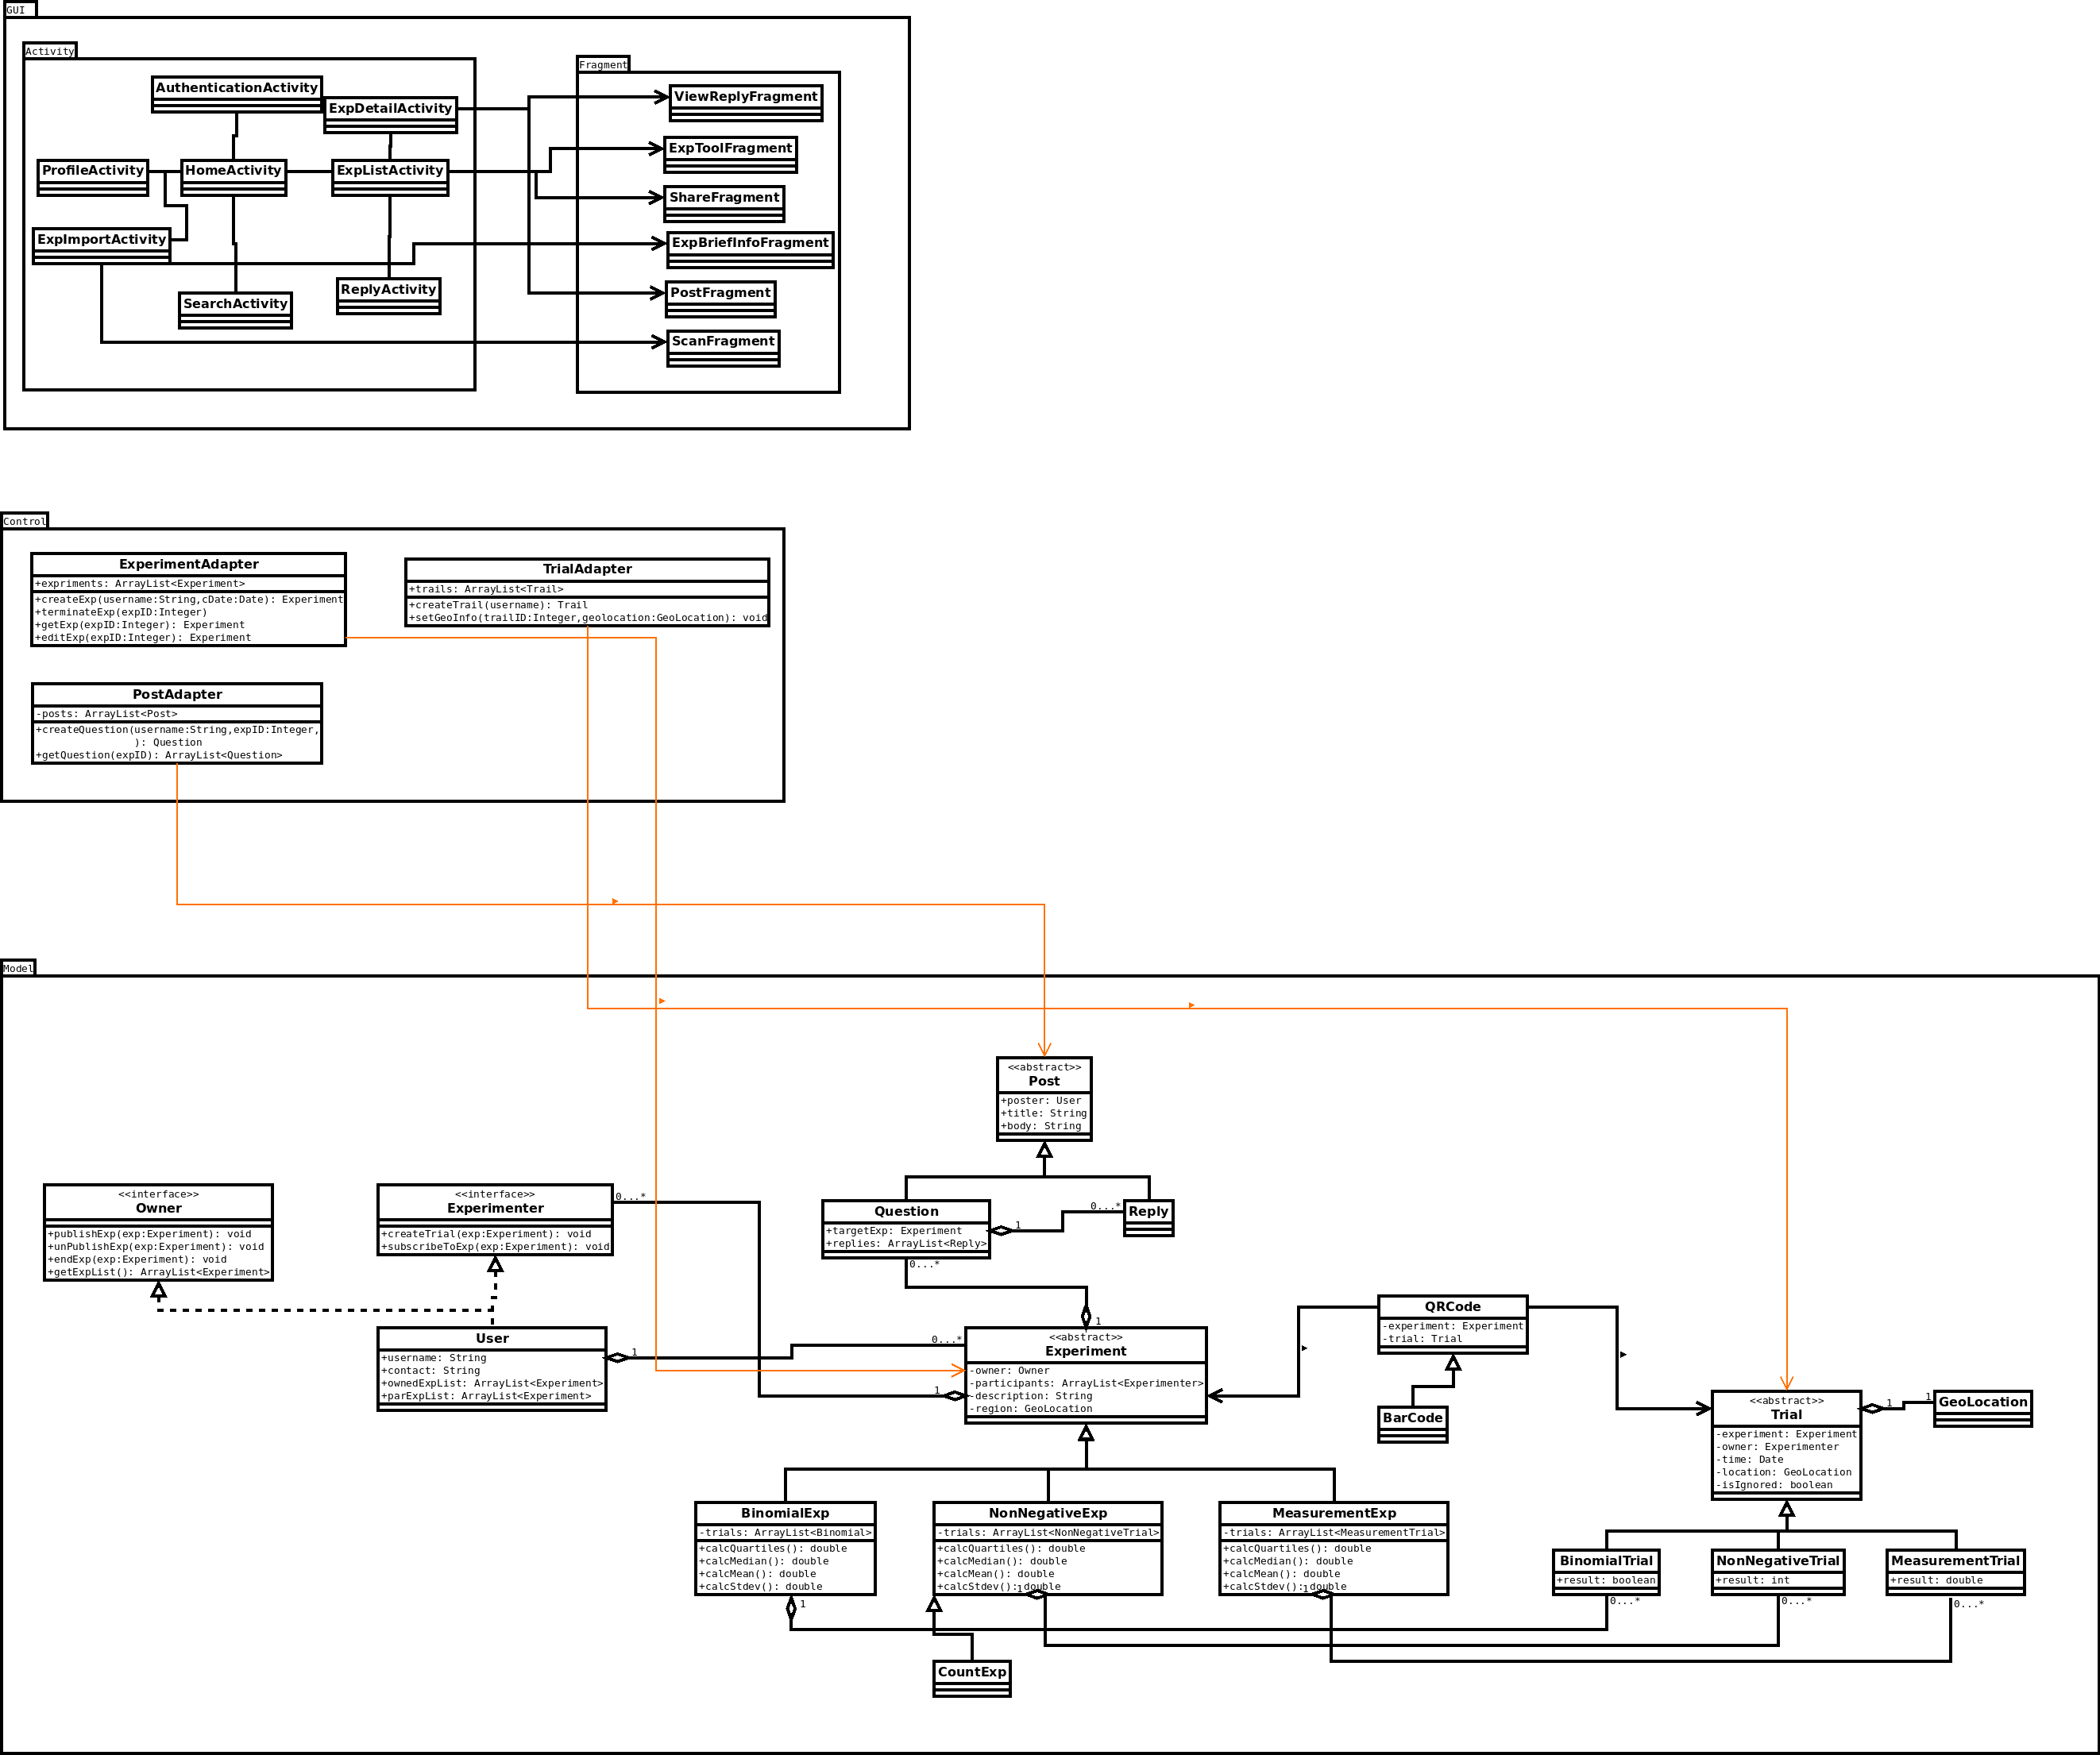 GUI
Activity
AuthenticationActivity
ExpDetailActivity
ProfileActivity
HomeActivity
ExpListActivity
ExpImportActivity
SearchActivity
ReplyActivity
Fragment
ViewReplyFragment
ExpToolFragment
ShareFragment
ExpBriefInfoFragment
PostFragment
ScanFragment
Control
ExperimentAdapter
+expriments: ArrayList<Experiment>
+createExp(username:String,cDate:Date): Experiment
+terminateExp(expID:Integer)
+getExp(expID:Integer): Experiment
+editExp(expID:Integer): Experiment
TrialAdapter
+trails: ArrayList<Trail>
+createTrail(username): Trail
+setGeoInfo(trailID:Integer,geolocation:GeoLocation): void
PostAdapter
-posts: ArrayList<Post>
+createQuestion(username:String,expID:Integer,
): Question
+getQuestion(expID): ArrayList<Question>
Model
<<abstract>>
Post
+poster: User
+title: String
+body: String
<<interface>>
Owner
+publishExp(exp:Experiment): void
+unPublishExp(exp:Experiment): void
+endExp(exp:Experiment): void
+getExpList(): ArrayList<Experiment>
<<interface>>
Experimenter
+createTrial(exp:Experiment): void
+subscribeToExp(exp:Experiment): void
0...*
Question
+targetExp: Experiment
+replies: ArrayList<Reply>
1
0...*
Reply
0...*
User
+username: String
+contact: String
+ownedExpList: ArrayList<Experiment>
+parExpList: ArrayList<Experiment>
1
0...*
1
1
<<abstract>>
Experiment
-owner: Owner
-participants: ArrayList<Experimenter>
-description: String
-region: GeoLocation
QRCode
-experiment: Experiment
-trial: Trial
BarCode
<<abstract>>
Trial
-experiment: Experiment
-owner: Experimenter
-time: Date
-location: GeoLocation
-isIgnored: boolean
1
1
GeoLocation
BinomialExp
-trials: ArrayList<Binomial>
+calcQuartiles(): double
+calcMedian(): double
+calcMean(): double
+calcStdev(): double
1
NonNegativeExp
-trials: ArrayList<NonNegativeTrial>
+calcQuartiles(): double
+calcMedian(): double
+calcMean(): double
+calcStdev(): double
1
MeasurementExp
-trials: ArrayList<MeasurementTrial>
+calcQuartiles(): double
+calcMedian(): double
+calcMean(): double
+calcStdev(): double
1
BinomialTrial
+result: boolean
0...*
NonNegativeTrial
+result: int
0...*
MeasurementTrial
+result: double
0...*
CountExp